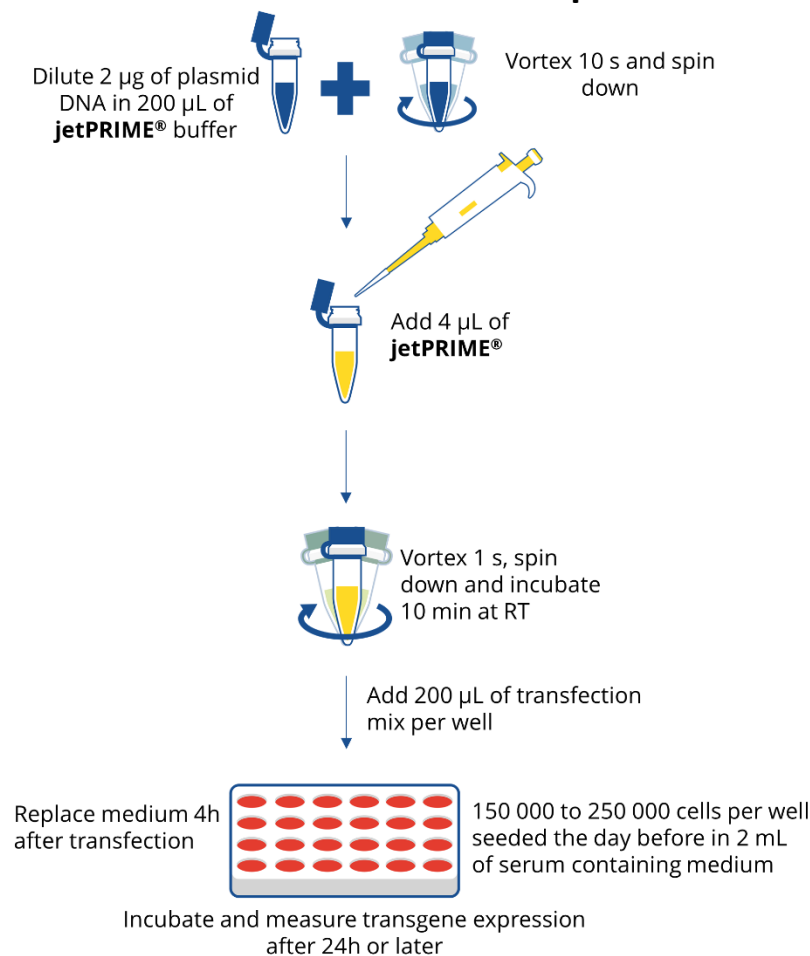 Dilute 2 µg of plasmid
DNA in 200 µL of
jetPRIME® buffer
Vortex 10 s and spin
down
Add 4 µL of
jetPRIME®
Vortex 1 s, spin
down and incubate
10 min at RT
Add 200 µL of transfection
mix per well
Replace medium 4h
after transfection
150 000 to 250 000 cells per well
seeded the day before in 2 mL
of serum containing medium
Incubate and measure transgene expression
after 24h or later